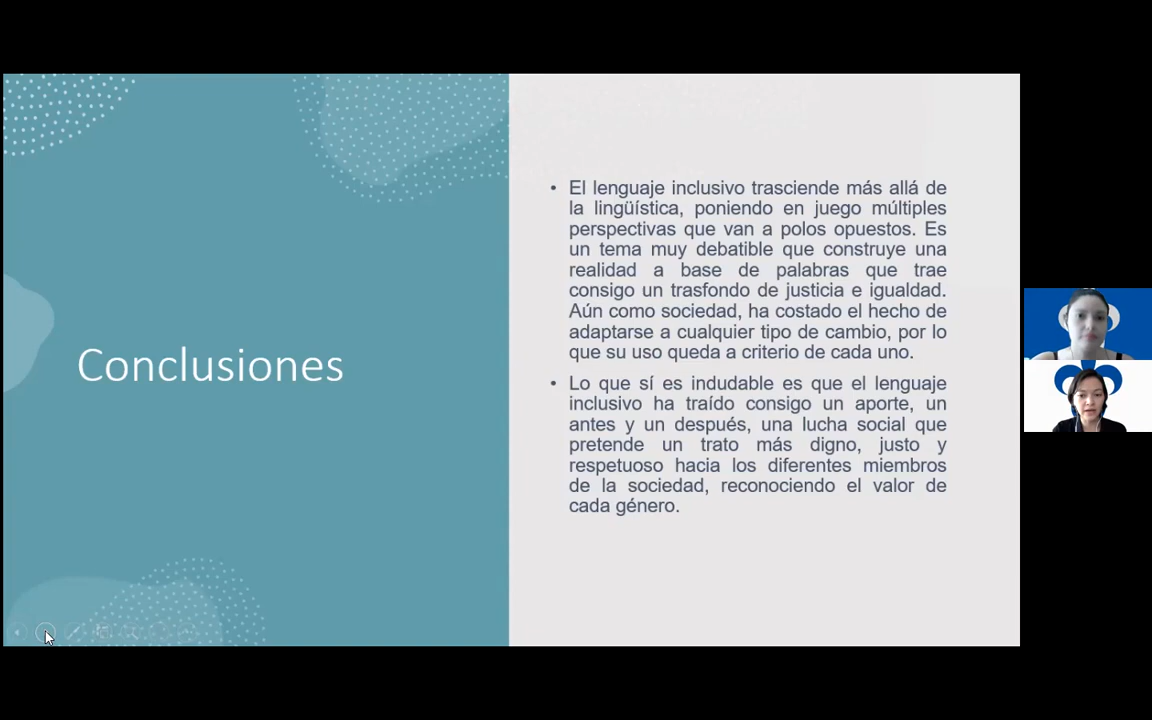 Conclusiones
• El lenguaje inclusivo trasciende más allá de
la lingüística, poniendo en juego múltiples
perspectivas que van a polos opuestos. Es
un tema muy debatible que construye una
realidad a base de palabras que trae
consigo un trasfondo de justicia e igualdad.
Aún como sociedad, ha costado el hecho de
adaptarse a cualquier tipo de cambio, por lo
que su uso queda a criterio de cada uno.
• Lo que sí es indudable es que el lenguaje
inclusivo ha traído consigo un aporte, un
antes y un después, una lucha social que
pretende un trato más digno, justo y
respetuoso hacia los diferentes miembros
de la sociedad, reconociendo el valor de
cada género.